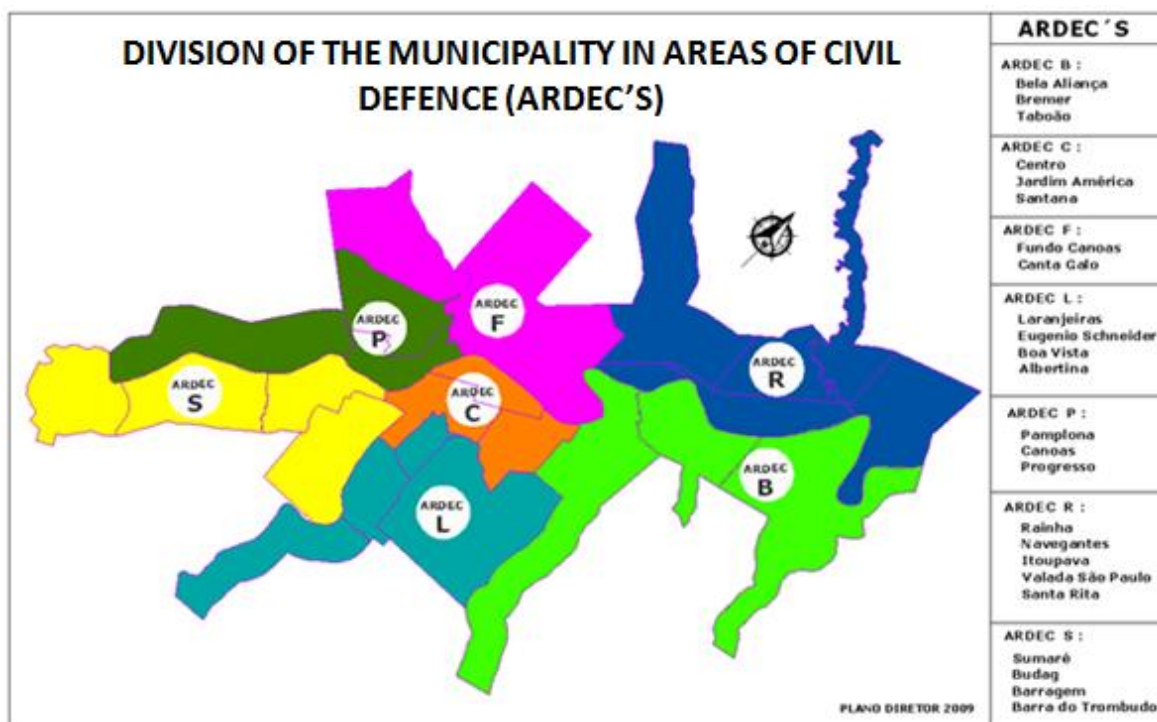 DIVISION OF THE MUNICIPALITY IN AREAS OF CIVIL
DEFENCE (ARDEC'S)
ARDEC
P
ARDEC
F
ARDEC
S
ARDEC
C
ARDEC
R
ARDEC
B
ARDEC
L
PLANO DIRETOR 2009
ARDEC´S
ARDEC B :
Bela Aliança
Bremer
Taboão
ARDEC C :
Centro
Jardim América
Santana
ARDEC F :
Fundo Canoas
Canta Galo
ARDEC L :
Laranjeiras
Eugenio Schneider
Boa Vista
Albertina
ARDEC P :
Pamplona
Canoas
Progresso
ARDEC R :
Rainha
Navegantes
Itoupava
Valada São Paulo
Santa Rita
ARDEC S :
Sumaré
Budag
Barragem
Barra do Trombudo